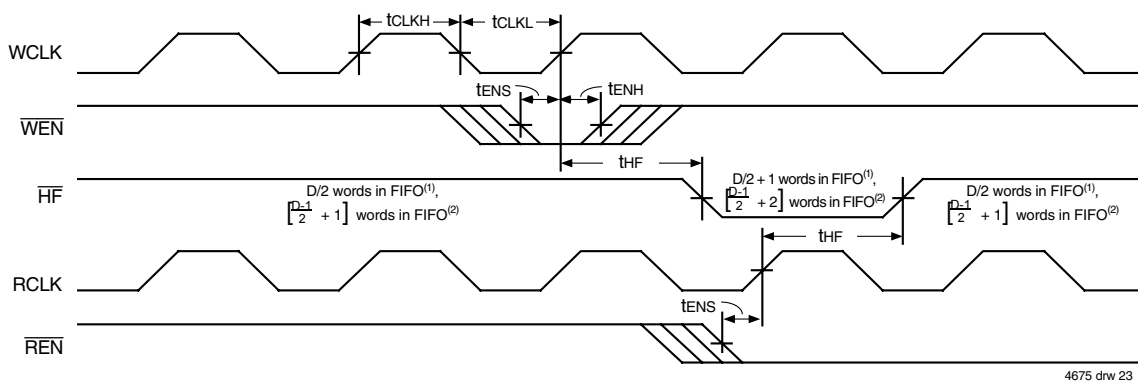 tCLKH tCLKL
WCLK
tENS tENH
WEN
tHF
HF
D/2 words in FIFO(1),
[D-1/2 + 1] words in FIFO(2)
D/2 + 1 words in FIFO(1),
[D-1/2 + 2] words in FIFO(2)
D/2 words in FIFO(1),
[D-1/2 + 1] words in FIFO(2)
tHF
RCLK
tENS
REN
4675 drw 23